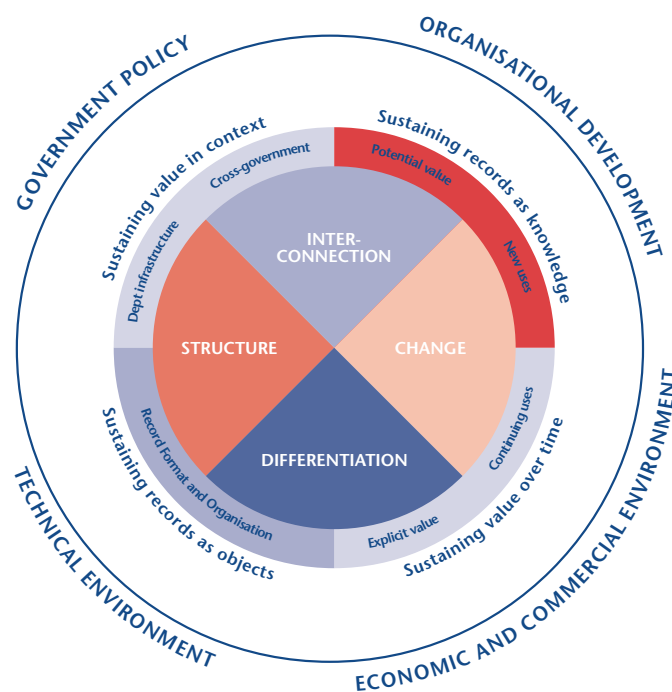 GOVERNMENT POLICY
ORGANISATIONAL DEVELOPMENT
Sustaining value in context
Sustaining records as knowledge
Cross-government
Potential value
Dept infrastructure
New uses
INTER-
CONNECTION
STRUCTURE
CHANGE
DIFFERENTIATION
Record Format and Organisation
Continuing uses
Explicit value
Sustaining records as objects
Sustaining value over time
TECHNICAL ENVIRONMENT
ECONOMIC AND COMMERCIAL ENVIRONMENT